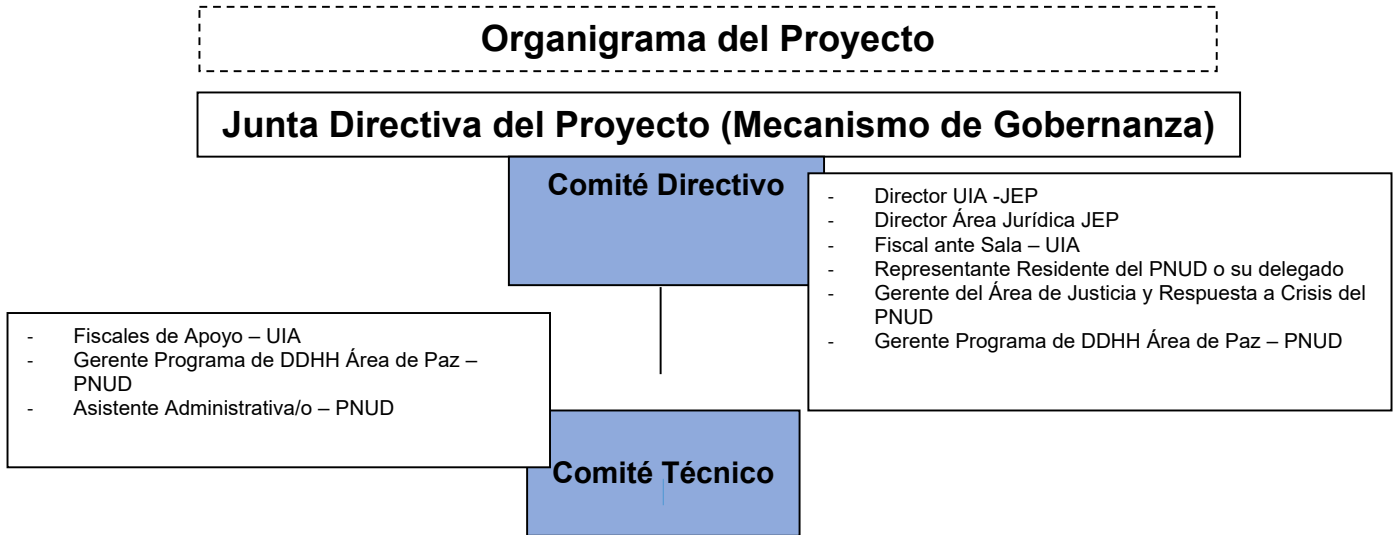 Organigrama del Proyecto
Junta Directiva del Proyecto (Mecanismo de Gobernanza)
Comité Directivo
- Director UIA -JEP
- Director Área Jurídica JEP
- Fiscal ante Sala – UIA
- Representante Residente del PNUD o su delegado
- Gerente del Área de Justicia y Respuesta a Crisis del
PNUD
- Gerente Programa de DDHH Área de Paz – PNUD
- Fiscales de Apoyo – UIA
- Gerente Programa de DDHH Área de Paz –
PNUD
- Asistente Administrativa/o – PNUD
Comité Técnico